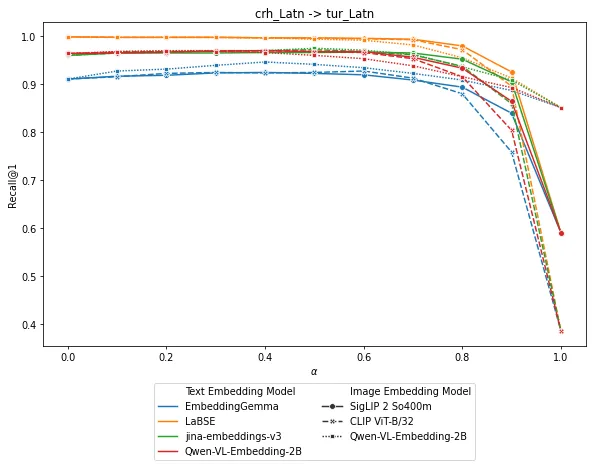 crh_Latn -> tur_Latn
Recall@1
1.0
0.9
0.8
0.7
0.6
0.5
0.4
0.0 0.2 0.4 0.6 0.8 1.0
α
Text Embedding Model Image Embedding Model
EmbeddingGemma SigLIP 2 So400m
LaBSE CLIP ViT-B/32
jina-embeddings-v3 Qwen-VL-Embedding-2B
Qwen-VL-Embedding-2B